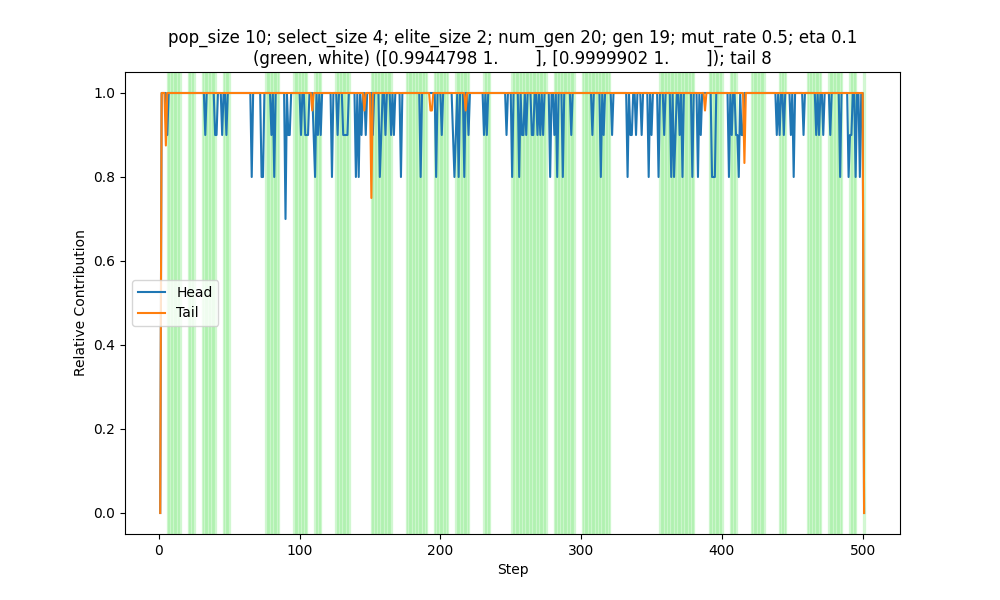 pop_size 10; select_size 4; elite_size 2; num_gen 20; gen 19; mut_rate 0.5; eta 0.1
(green, white) ([0.9944798 1.        ], [0.9999902 1.        ]); tail 8
1.0
0.8
0.6
0.4
0.2
0.0
Relative Contribution
Head
Tail
0
100
200
300
400
500
Step